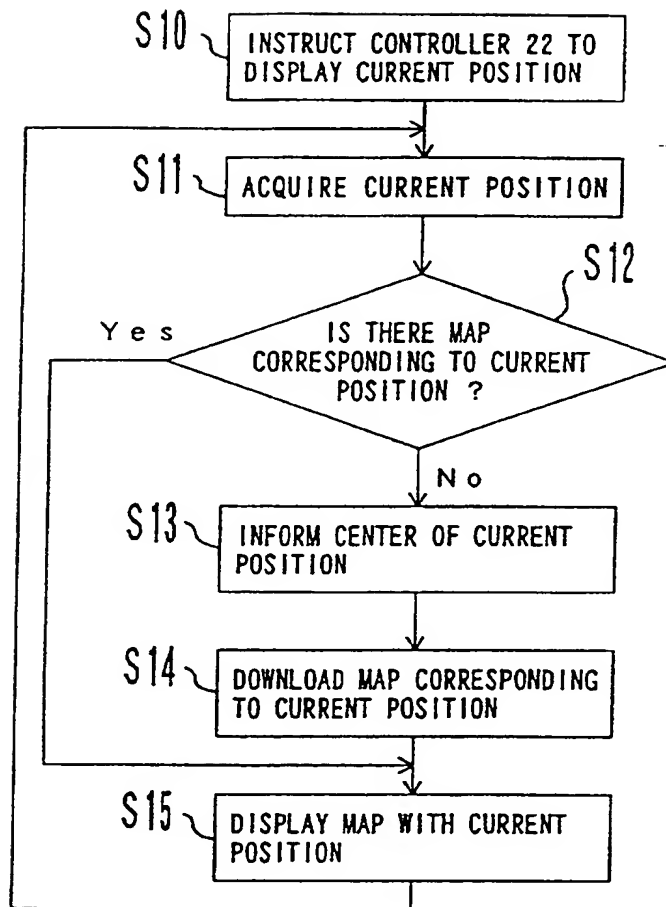 S10
INSTRUCT CONTROLLER 22 TO
DISPLAY CURRENT POSITION
S11
ACQUIRE CURRENT POSITION
S12
Yes
IS THERE MAP
CORRESPONDING TO CURRENT
POSITION ?
No
S13
INFORM CENTER OF CURRENT
POSITION
S14
DOWNLOAD MAP CORRESPONDING
TO CURRENT POSITION
S15
DISPLAY MAP WITH CURRENT
POSITION